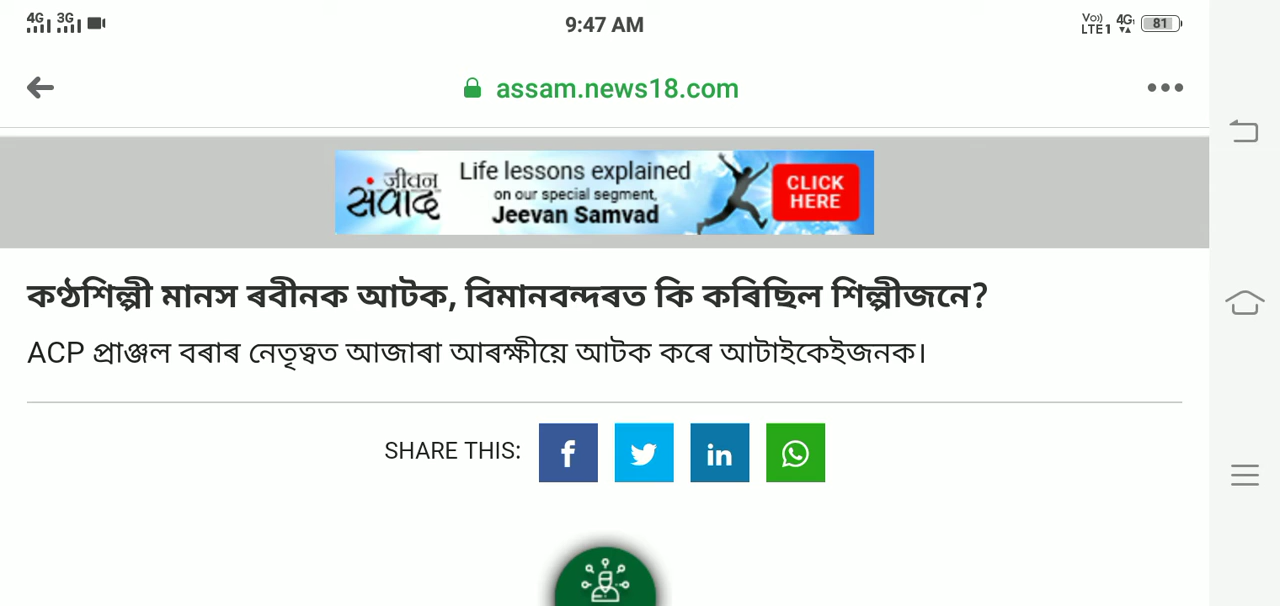 4G 3G 9:47 AM Vo)) LTE1 4G 81
assam.news18.com
जीवन संवाद
Life lessons explained
on our special segment,
Jeevan Samvad
CLICK HERE
কণ্ঠশিল্পী মানস ৰবীনক আটক, বিমানবন্দৰত কি কৰিছিল শিল্পীজনে?
ACP প্ৰাঞ্জল বৰাৰ নেতৃত্বত আজাৰা আৰক্ষীয়ে আটক কৰে আটাইকেইজনক।
SHARE THIS: